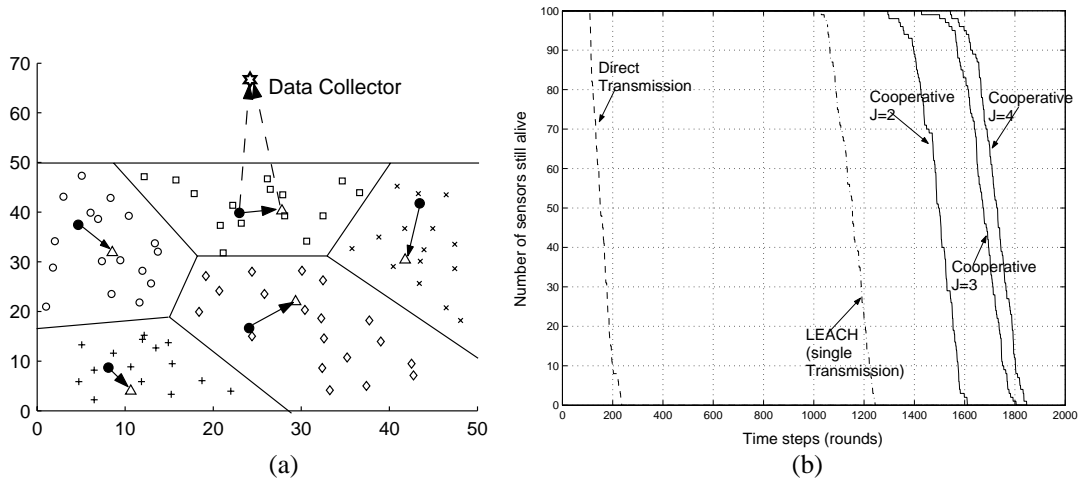 70
60
50
40
30
20
10
0
0
10
20
30
40
50
Data Collector
(a)
100
90
80
70
60
50
40
30
20
10
0
Number of sensors still alive
Direct
Transmission
Cooperative
J=2
Cooperative
J=4
Cooperative
J=3
LEACH
(single
Transmission)
0
200
400
600
800
1000
1200
1400
1600
1800
2000
Time steps (rounds)
(b)